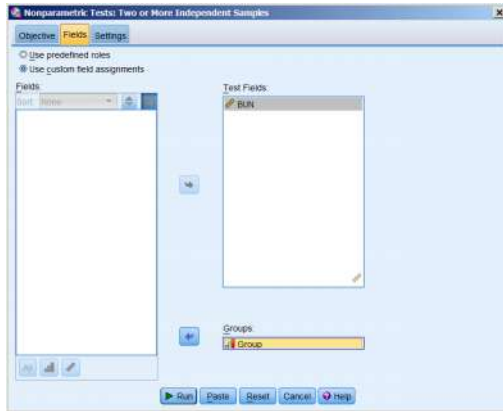 Nonparametric Tests: Two or More Independent Samples
Objective Fields Settings
Use predefined roles
Use custom field assignments
Fields:
Sort: None
Test Fields:
BUN
Groups:
Group
Run Paste Reset Cancel Help